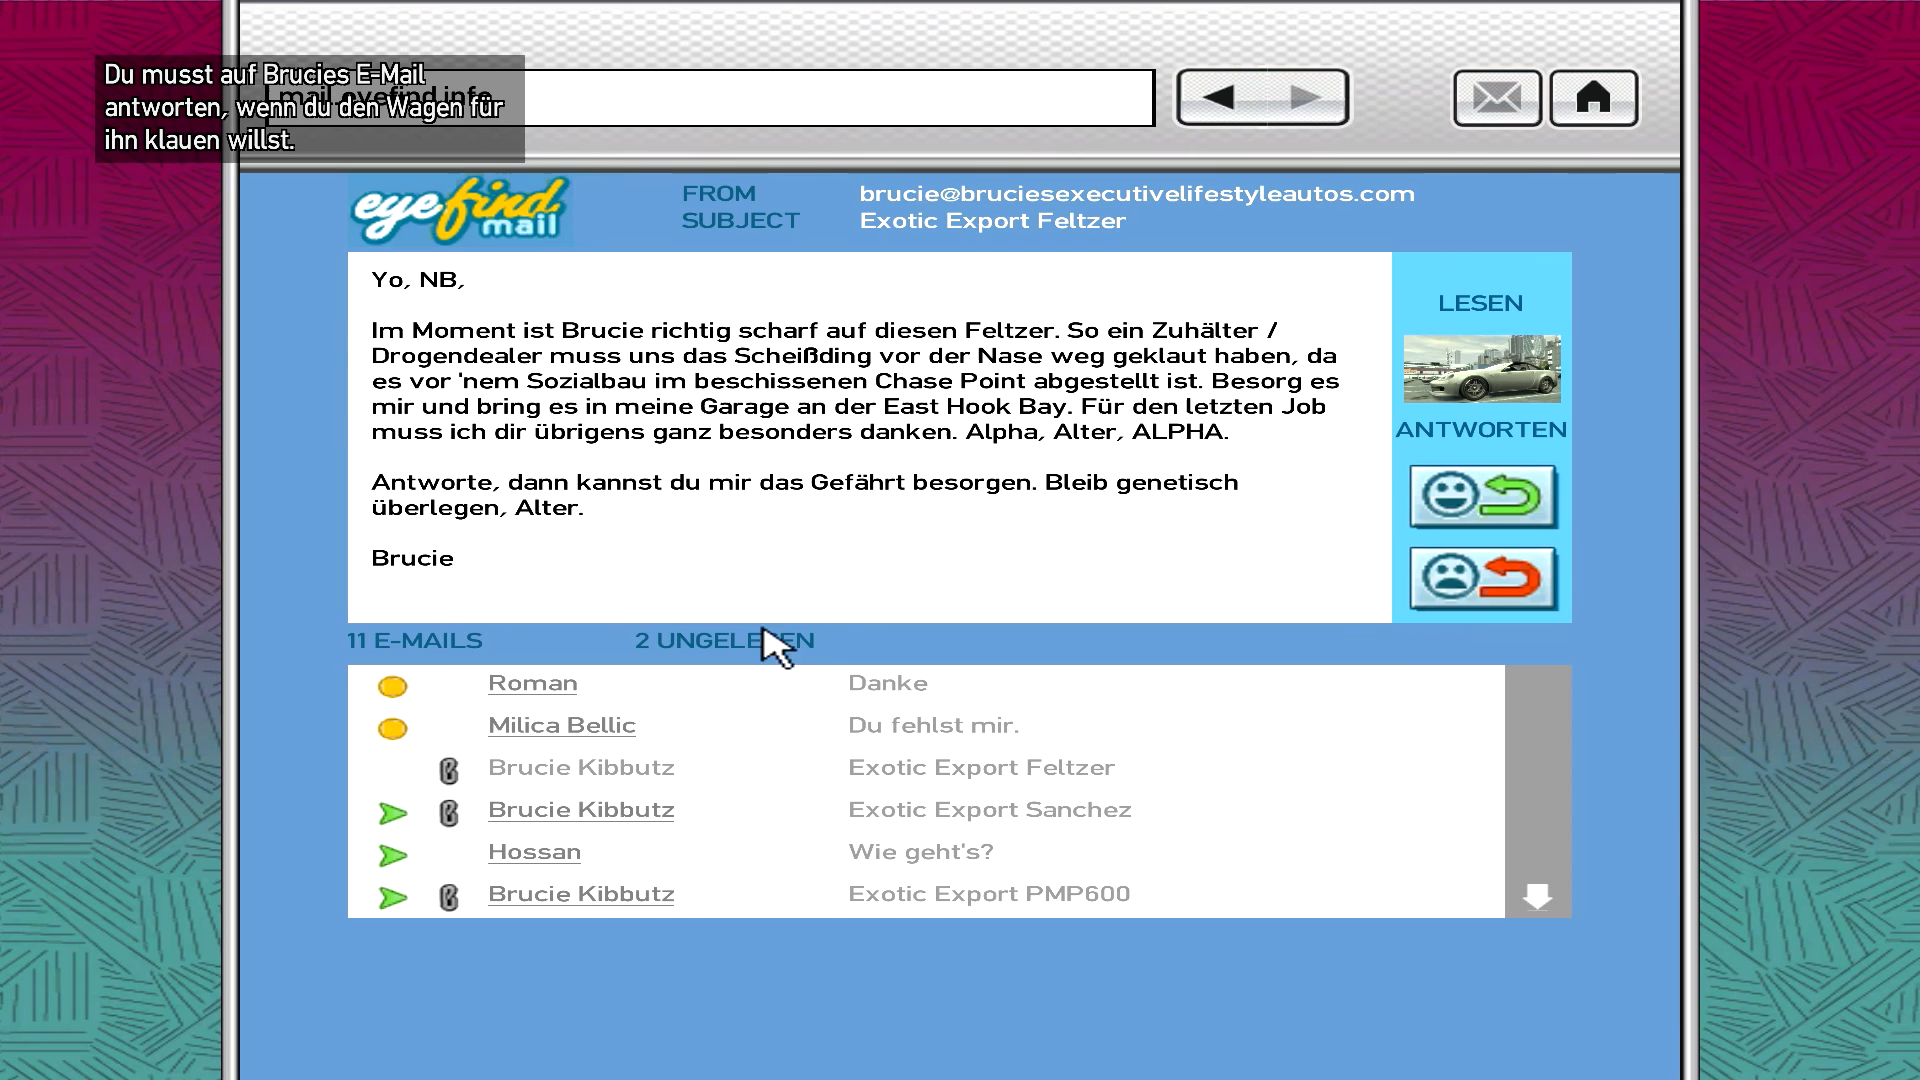 Du musst auf Brucies E-Mail
antworten, wenn du den Wagen für
ihn klauen willst.
mail.eyefind.info
eyefind
mail
FROM brucie@bruciesexecutivelifestyleautos.com
SUBJECT Exotic Export Feltzer
Yo, NB,
Im Moment ist Brucie richtig scharf auf diesen Feltzer. So ein Zuhälter /
Drogendealer muss uns das Scheißding vor der Nase weg geklaut haben, da
es vor 'nem Sozialbau im beschissenen Chase Point abgestellt ist. Besorg es
mir und bring es in meine Garage an der East Hook Bay. Für den letzten Job
muss ich dir übrigens ganz besonders danken. Alpha, Alter, ALPHA.
Antworte, dann kannst du mir das Gefährt besorgen. Bleib genetisch
überlegen, Alter.
Brucie
LESEN
ANTWORTEN
11 E-MAILS 2 UNGELESEN
Roman Danke
Milica Bellic Du fehlst mir.
Brucie Kibbutz Exotic Export Feltzer
Brucie Kibbutz Exotic Export Sanchez
Hossan Wie geht's?
Brucie Kibbutz Exotic Export PMP600